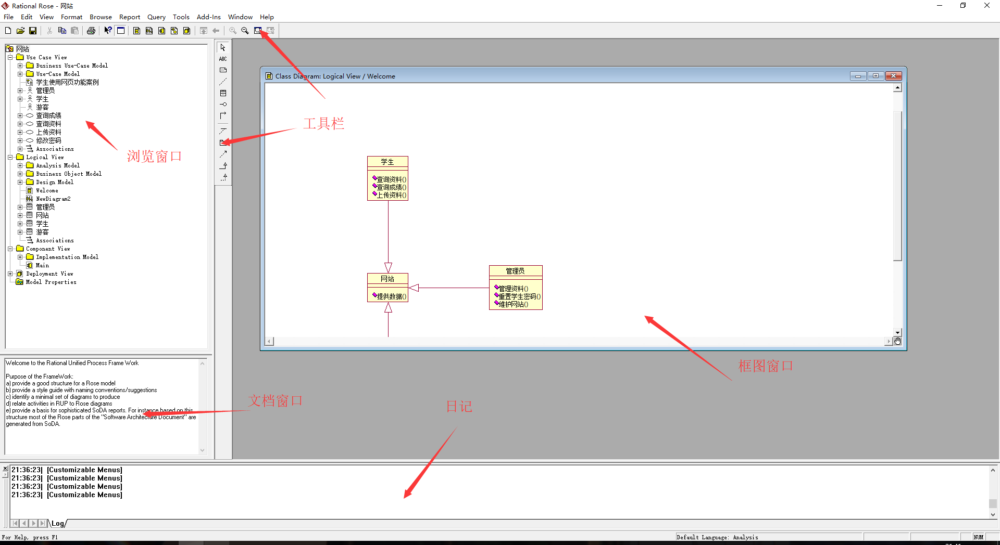 Rational Rose - 网站
File Edit View Format Browse Report Query Tools Add-Ins Window Help
网站
Use Case View
Business Use-Case Model
Use-Case Model
学生使用网页功能案例
管理员
学生
游客
查询成绩
查询资料
上传资料
修改密码
Associations
Logical View
Analysis Model
Business Object Model
Design Model
Welcome
NewDiagram2
管理员
网站
学生
游客
Associations
Component View
Implementation Model
Main
Deployment View
Model Properties
浏览窗口
ABC
工具栏
Class Diagram: Logical View / Welcome
学生
查询资料()
查询成绩()
上传资料()
网站
提供数据()
管理员
管理资料()
重置学生密码()
维护网站()
框图窗口
Welcome to the Rational Unified Process Frame Work
Purpose of the FrameWork:
a) provide a good structure for a Rose model
b) provide a style guide with naming conventions/suggestions
c) identify a minimal set of diagrams to produce
d) relate activities in RUP to Rose diagrams
e) provide a basis for sophisticated SoDA reports. For instance based on this
structure most of the Rose parts of the "Software Architecture Document" are
generated from SoDA.
文档窗口
日记
21:36:23| [Customizable Menus]
21:36:23| [Customizable Menus]
21:36:23| [Customizable Menus]
21:36:23| [Customizable Menus]
Log
For Help, press F1
Default Language: Analysis
NUM